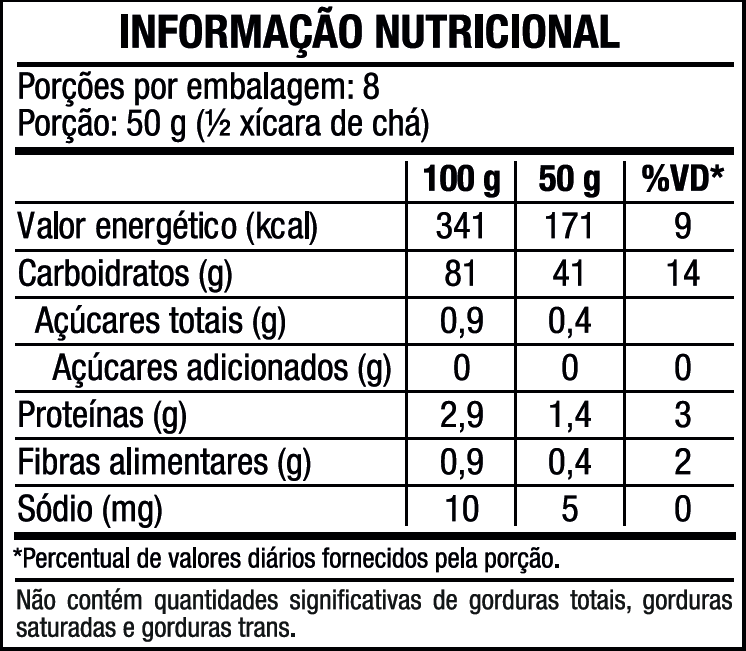 INFORMAÇÃO NUTRICIONAL
Porções por embalagem: 8
Porção: 50 g (½ xícara de chá)
100 g 50 g %VD*
Valor energético (kcal) 341 171 9
Carboidratos (g) 81 41 14
Açúcares totais (g) 0,9 0,4
Açúcares adicionados (g) 0 0 0
Proteínas (g) 2,9 1,4 3
Fibras alimentares (g) 0,9 0,4 2
Sódio (mg) 10 5 0
*Percentual de valores diários fornecidos pela porção.
Não contém quantidades significativas de gorduras totais, gorduras
saturadas e gorduras trans.